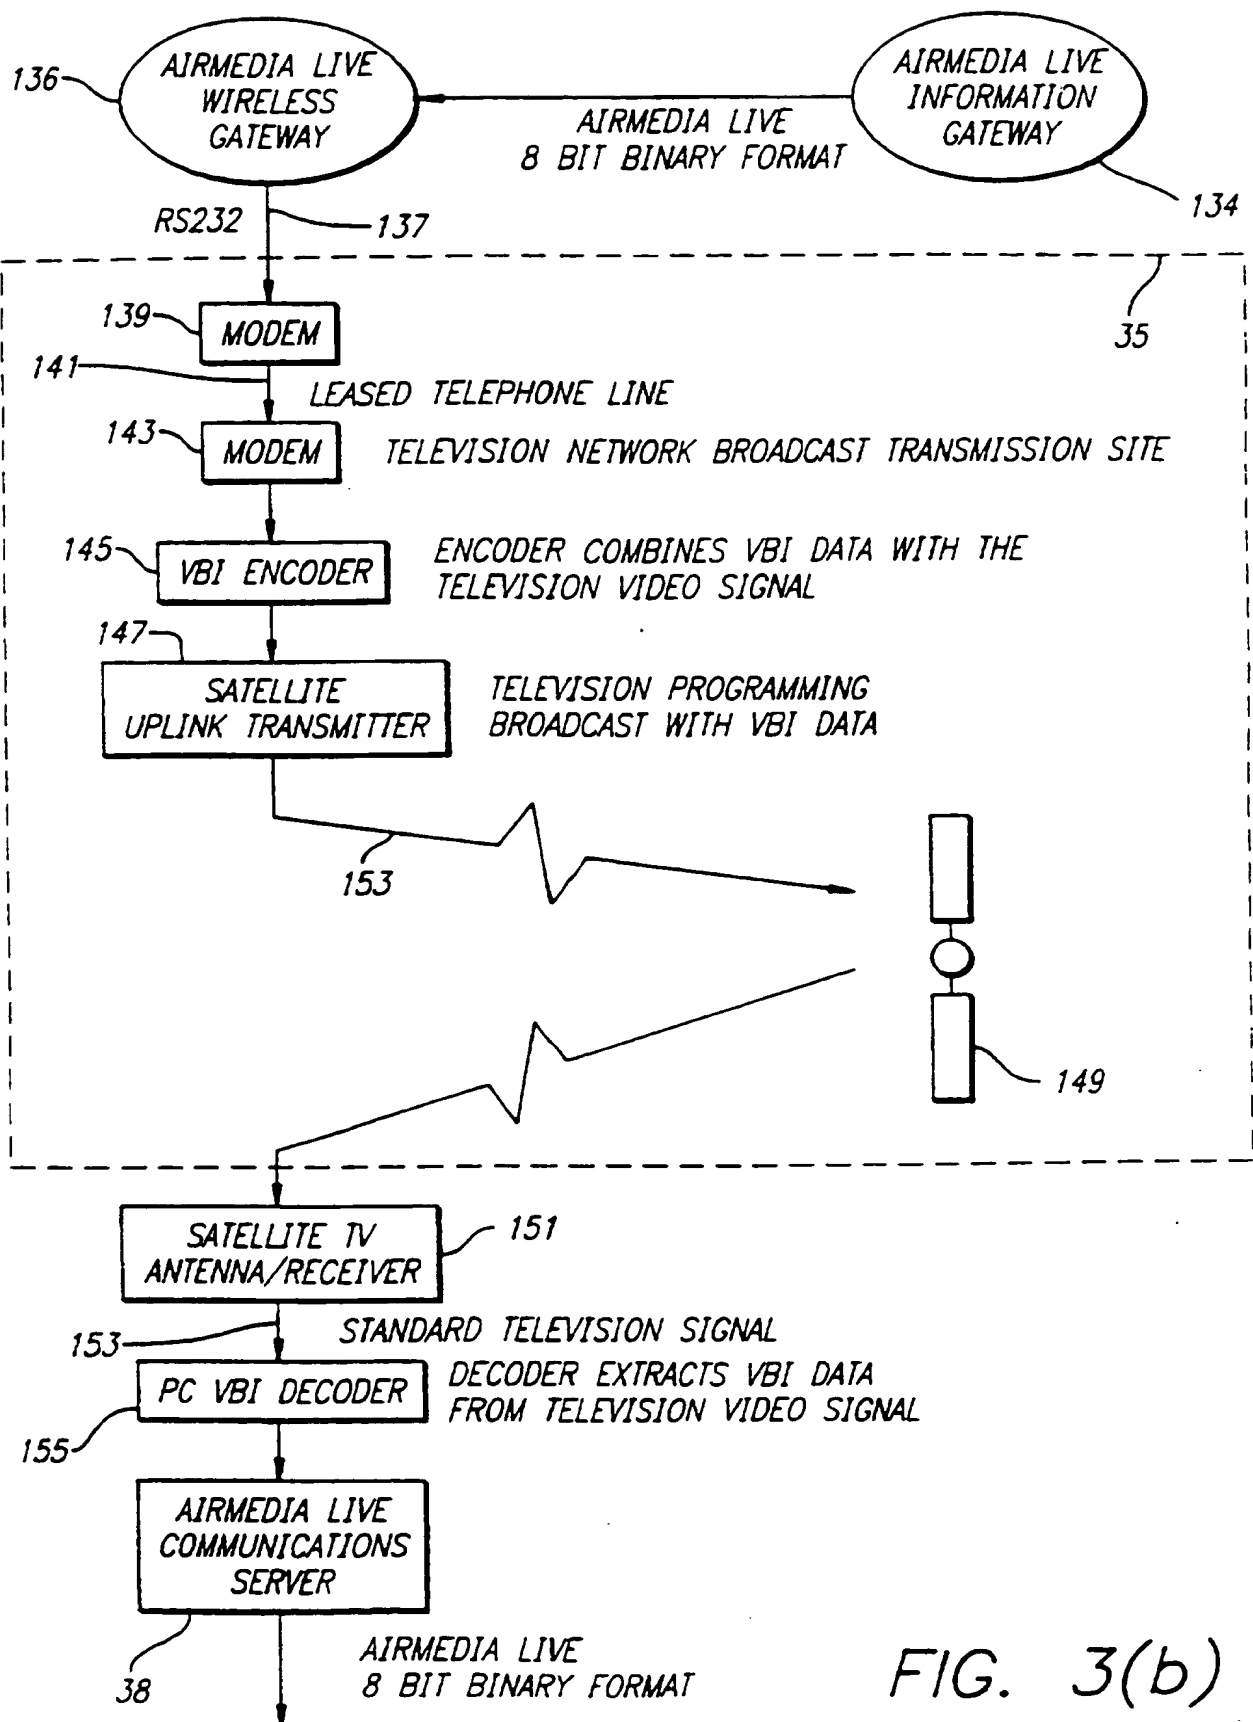 AIRMEDIA LIVE
WIRELESS
GATEWAY
136
AIRMEDIA LIVE
INFORMATION
GATEWAY
134
AIRMEDIA LIVE
8 BIT BINARY FORMAT
RS232
137
35
139
MODEM
141
LEASED TELEPHONE LINE
143
MODEM
TELEVISION NETWORK BROADCAST TRANSMISSION SITE
145
VBI ENCODER
ENCODER COMBINES VBI DATA WITH THE
TELEVISION VIDEO SIGNAL
147
SATELLITE
UPLINK TRANSMITTER
TELEVISION PROGRAMMING
BROADCAST WITH VBI DATA
153
149
SATELLITE TV
ANTENNA/RECEIVER
151
153
STANDARD TELEVISION SIGNAL
PC VBI DECODER
DECODER EXTRACTS VBI DATA
FROM TELEVISION VIDEO SIGNAL
155
AIRMEDIA LIVE
COMMUNICATIONS
SERVER
38
AIRMEDIA LIVE
8 BIT BINARY FORMAT
FIG. 3(b)